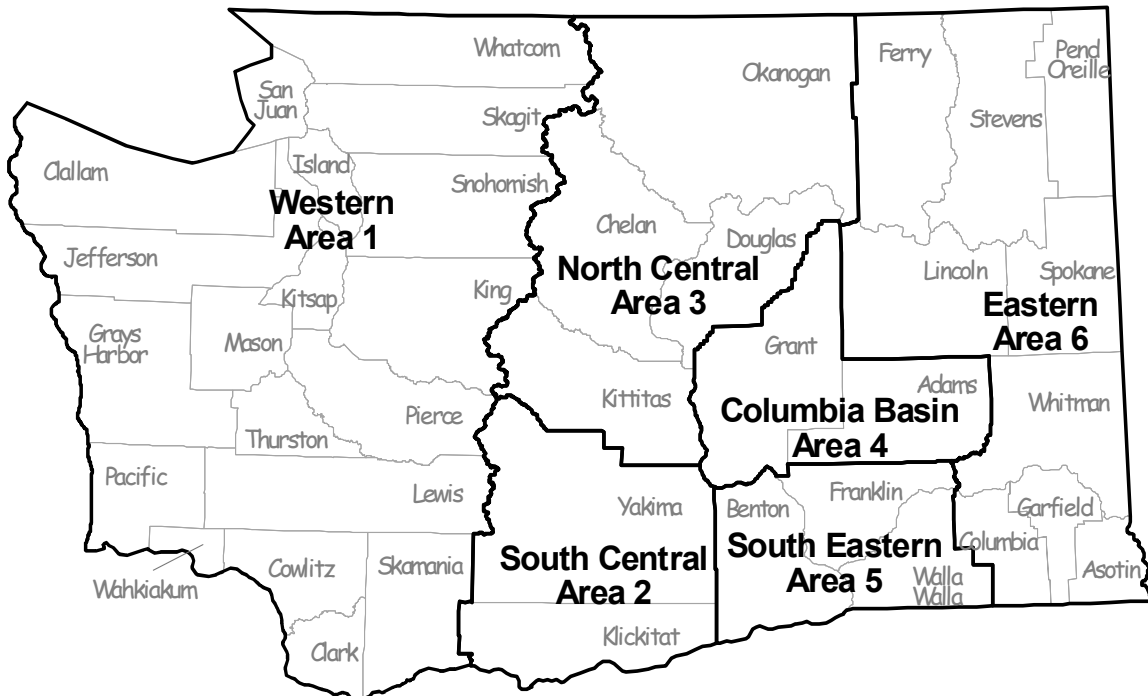 Whatcom
Okanogan
Ferry
Pend
Oreille
San
Juan
Skagit
Stevens
Clallam
Island
Snohomish
Western
Area 1
Chelan
Douglas
Jefferson
North Central
Area 3
Lincoln
Spokane
Kitsap
King
Eastern
Area 6
Grays
Harbor
Mason
Grant
Kittitas
Adams
Whitman
Pierce
Columbia Basin
Area 4
Thurston
Pacific
Lewis
Yakima
Benton
Franklin
Garfield
Columbia
South Central
Area 2
South Eastern
Area 5
Wahkiakum
Cowlitz
Skamania
Walla
Walla
Asotin
Klickitat
Clark